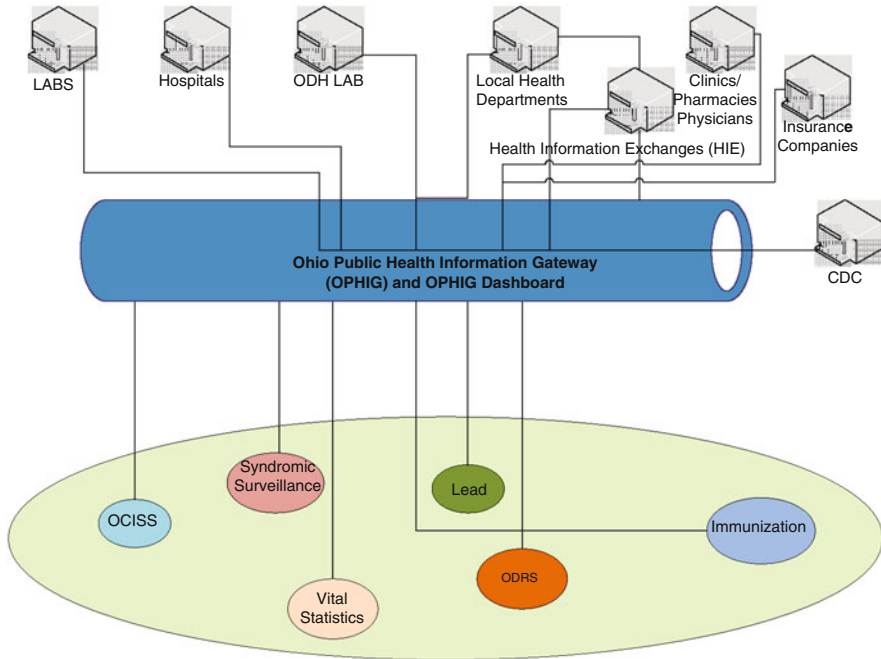 LABS
Hospitals
ODH LAB
Local Health
Departments
Clinics/
Pharmacies
Physicians
Insurance
Companies
Health Information Exchanges (HIE)
CDC
Ohio Public Health Information Gateway
(OPHIG) and OPHIG Dashboard
Syndromic
Surveillance
Lead
OCISS
Immunization
ODRS
Vital
Statistics